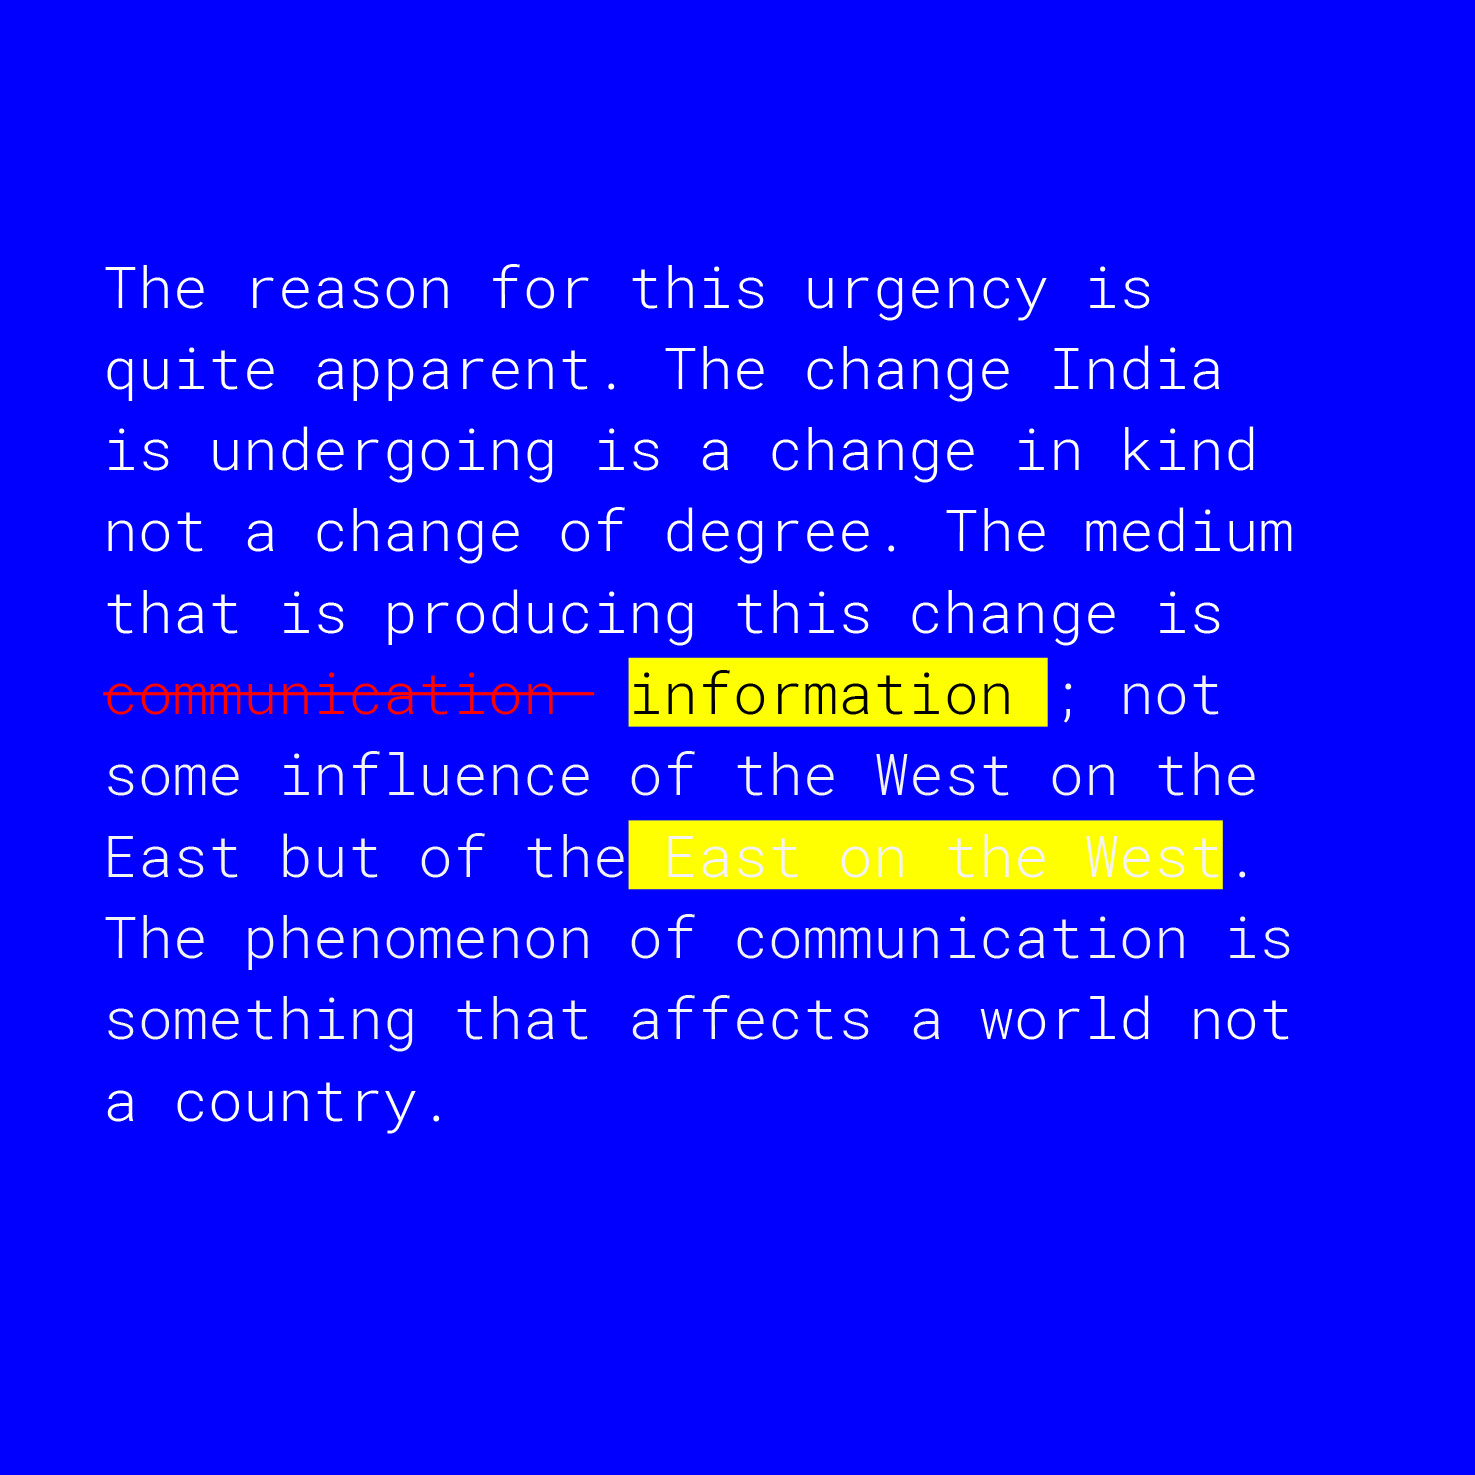 The reason for this urgency is
quite apparent. The change India
is undergoing is a change in kind
not a change of degree. The medium
that is producing this change is
communication information ; not
some influence of the West on the
East but of the East on the West.
The phenomenon of communication is
something that affects a world not
a country.